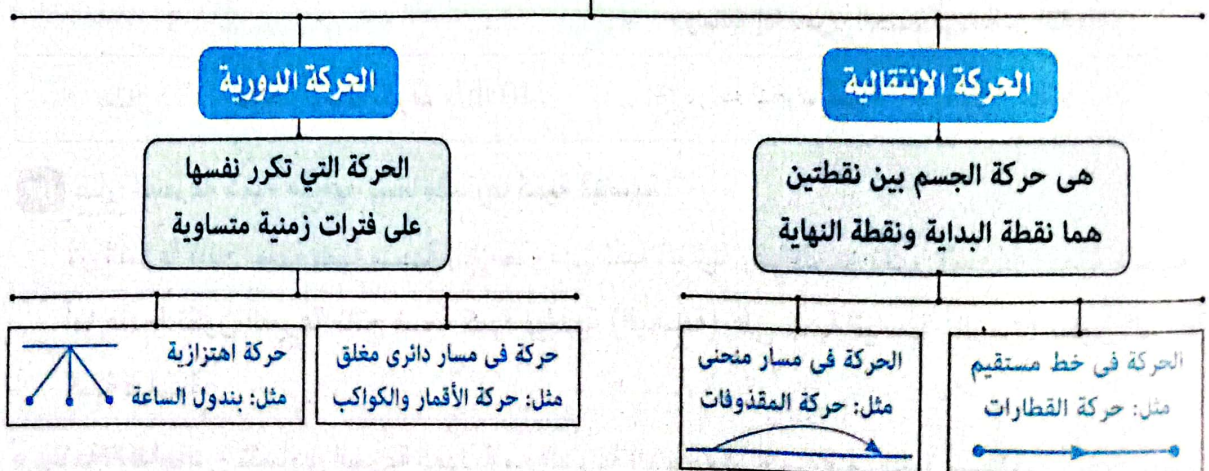 الحركة الانتقالية
هى حركة الجسم بين نقطتين
هما نقطة البداية ونقطة النهاية
الحركة فى خط مستقيم
مثل: حركة القطارات
الحركة فى مسار منحنى
مثل: حركة المقذوفات
الحركة الدورية
الحركة التي تكرر نفسها
على فترات زمنية متساوية
حركة فى مسار دائرى مغلق
مثل: حركة الأقمار والكواكب
حركة اهتزازية
مثل: بندول الساعة